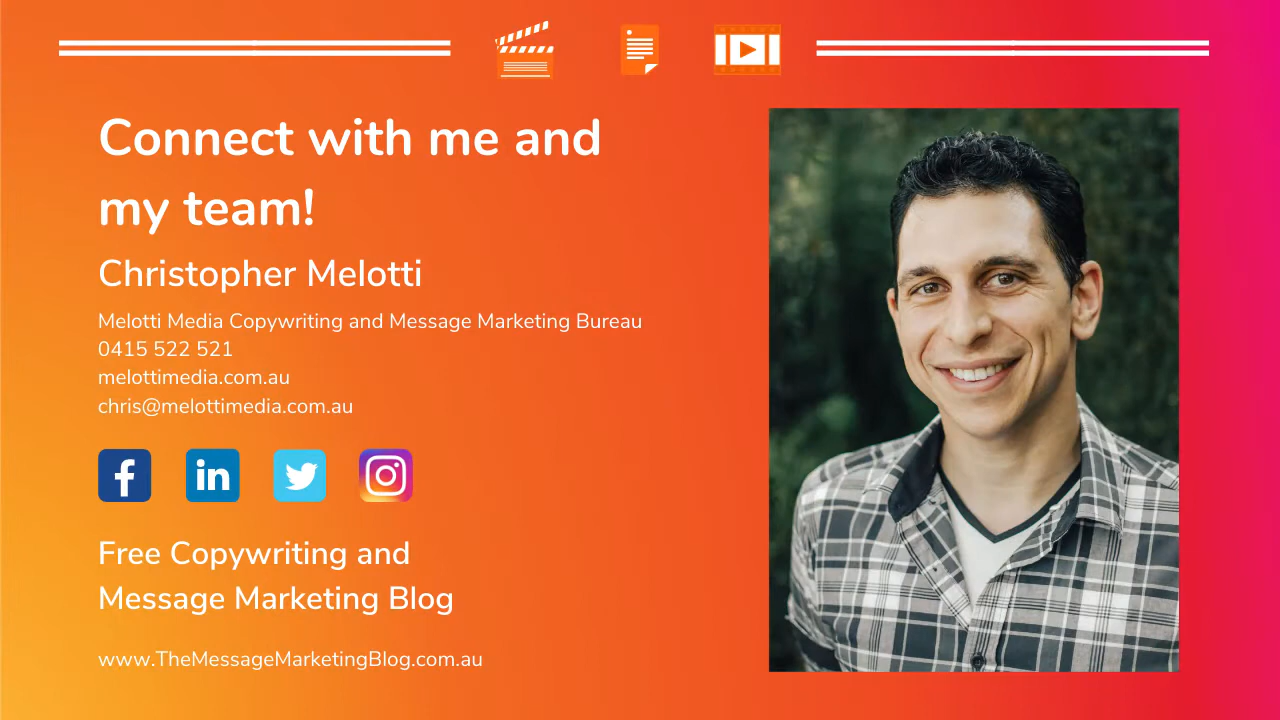 Connect with me and
my team!
Christopher Melotti
Melotti Media Copywriting and Message Marketing Bureau
0415 522 521
melottimedia.com.au
chris@melottimedia.com.au
Free Copywriting and
Message Marketing Blog
www.TheMessageMarketingBlog.com.au